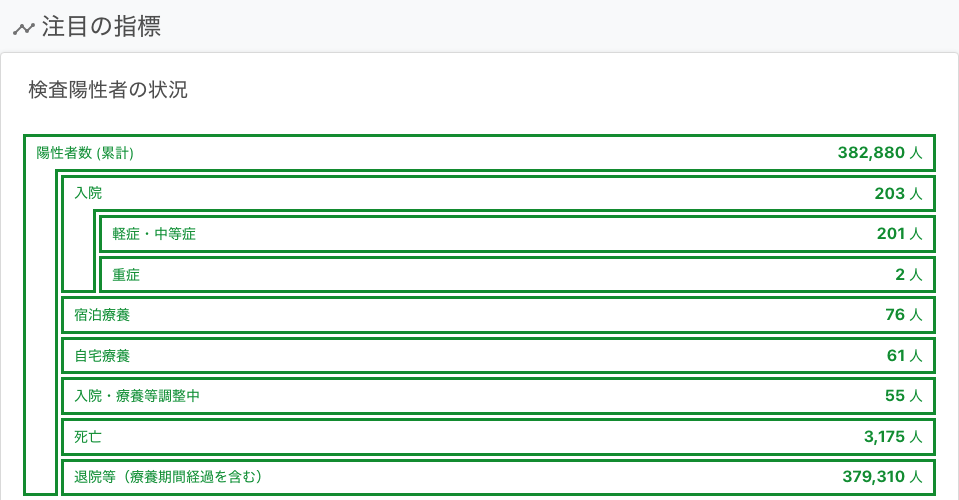 注目の指標
検査陽性者の状況
陽性者数 (累計) 382,880 人
入院 203 人
軽症・中等症 201 人
重症 2 人
宿泊療養 76 人
自宅療養 61 人
入院・療養等調整中 55 人
死亡 3,175 人
退院等（療養期間経過を含む） 379,310 人